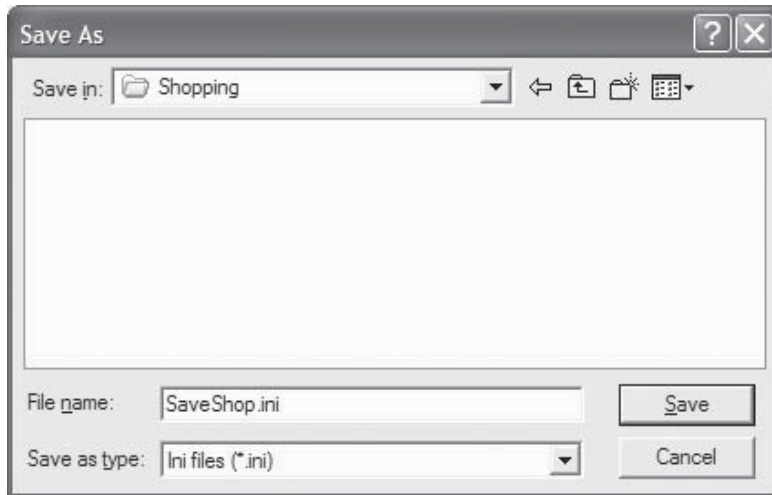 Save As
Save in: Shopping
File name: SaveShop.ini Save
Save as type: Ini files (*.ini) Cancel